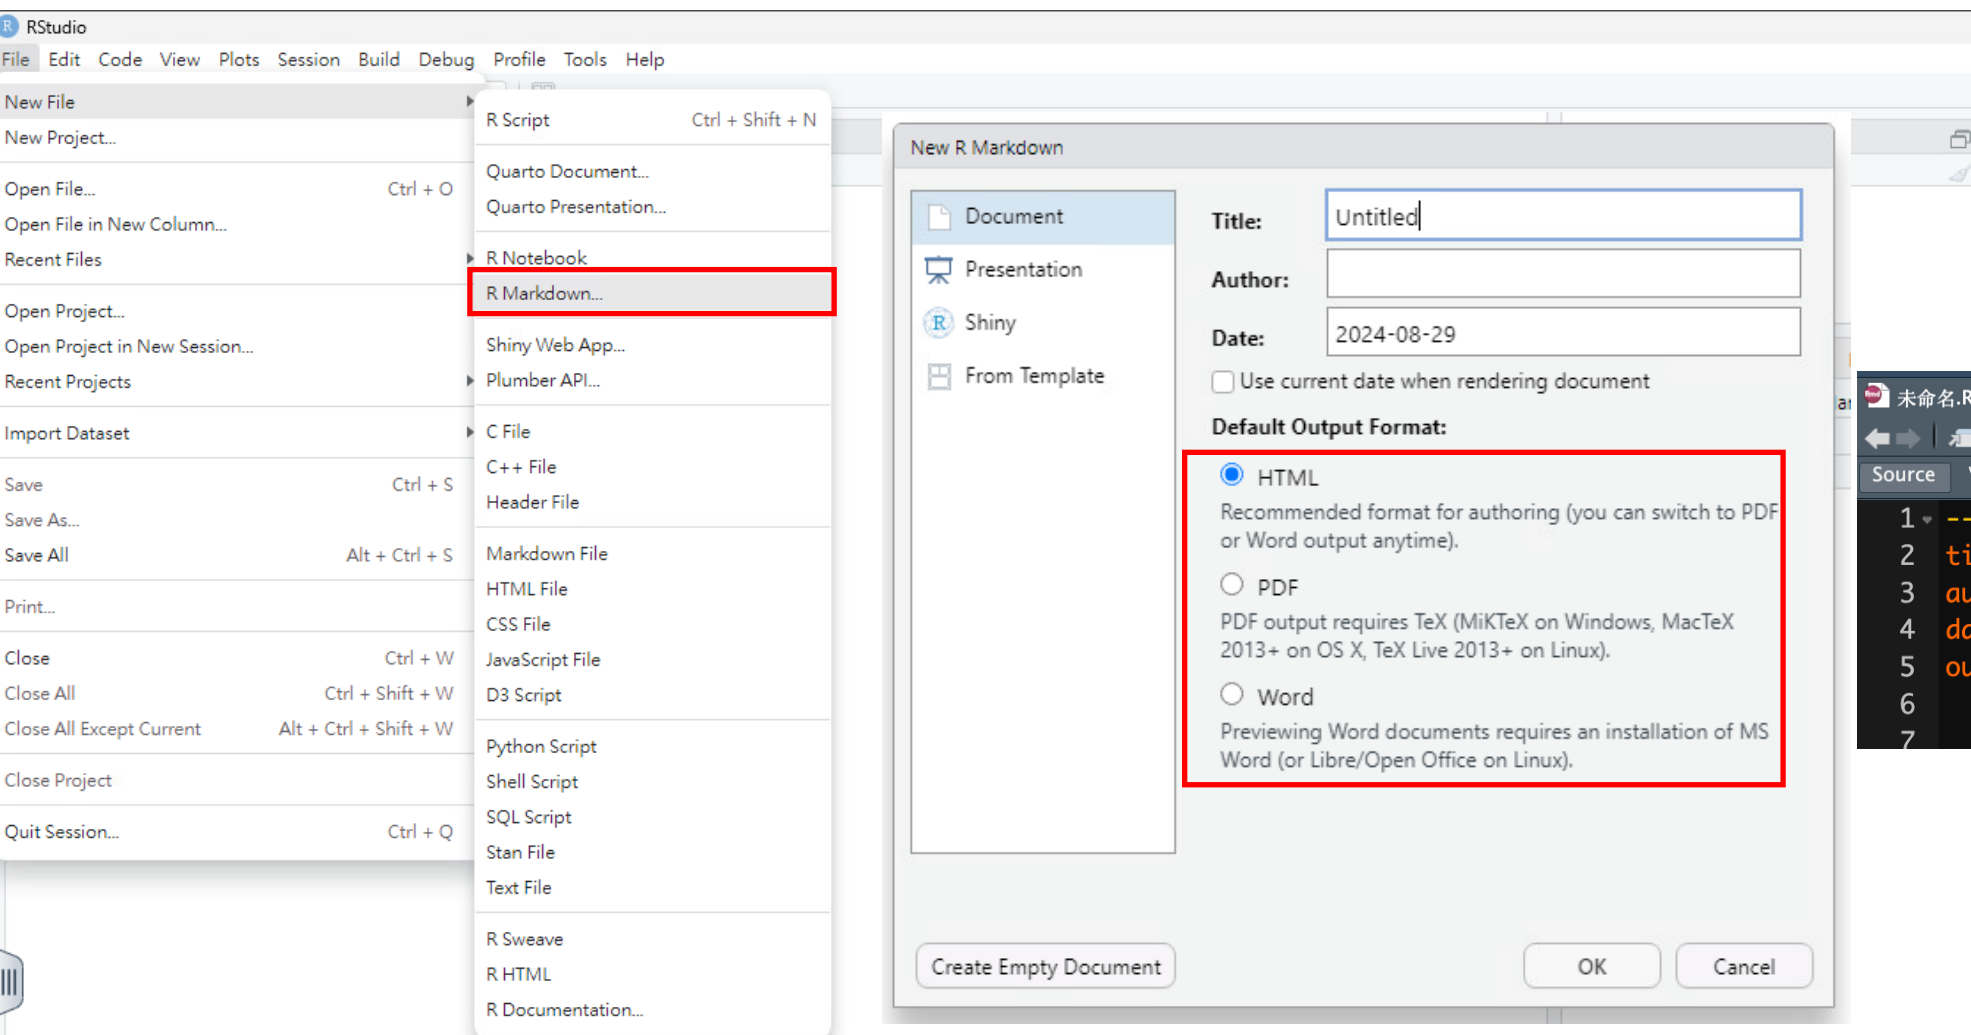 RStudio
File Edit Code View Plots Session Build Debug Profile Tools Help
New File
New Project...
Open File... Ctrl + O
Open File in New Column...
Recent Files
Open Project...
Open Project in New Session...
Recent Projects
Import Dataset
Save Ctrl + S
Save As...
Save All Alt + Ctrl + S
Print...
Close Ctrl + W
Close All Ctrl + Shift + W
Close All Except Current Alt + Ctrl + Shift + W
Close Project
Quit Session... Ctrl + Q
R Script Ctrl + Shift + N
Quarto Document...
Quarto Presentation...
R Notebook
R Markdown...
Shiny Web App...
Plumber API...
C File
C++ File
Header File
Markdown File
HTML File
CSS File
JavaScript File
D3 Script
Python Script
Shell Script
SQL Script
Stan File
Text File
R Sweave
R HTML
R Documentation...
New R Markdown
Document
Presentation
Shiny
From Template
Title: Untitled
Author:
Date: 2024-08-29
Use current date when rendering document
Default Output Format:
HTML
Recommended format for authoring (you can switch to PDF
or Word output anytime).
PDF
PDF output requires TeX (MiKTeX on Windows, MacTeX
2013+ on OS X, TeX Live 2013+ on Linux).
Word
Previewing Word documents requires an installation of MS
Word (or Libre/Open Office on Linux).
Create Empty Document
OK
Cancel
未命名.R
Source
1 --
2 ti
3 au
4 da
5 ou
6
7